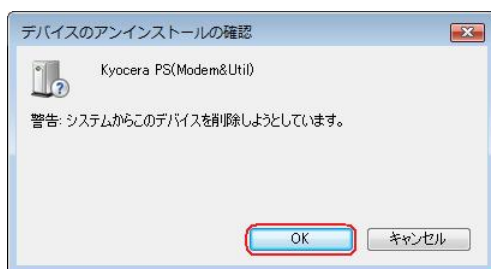 デバイスのアンインストールの確認
Kyocera PS(Modem&Util)
警告: システムからこのデバイスを削除しようとしています。
OK
キャンセル